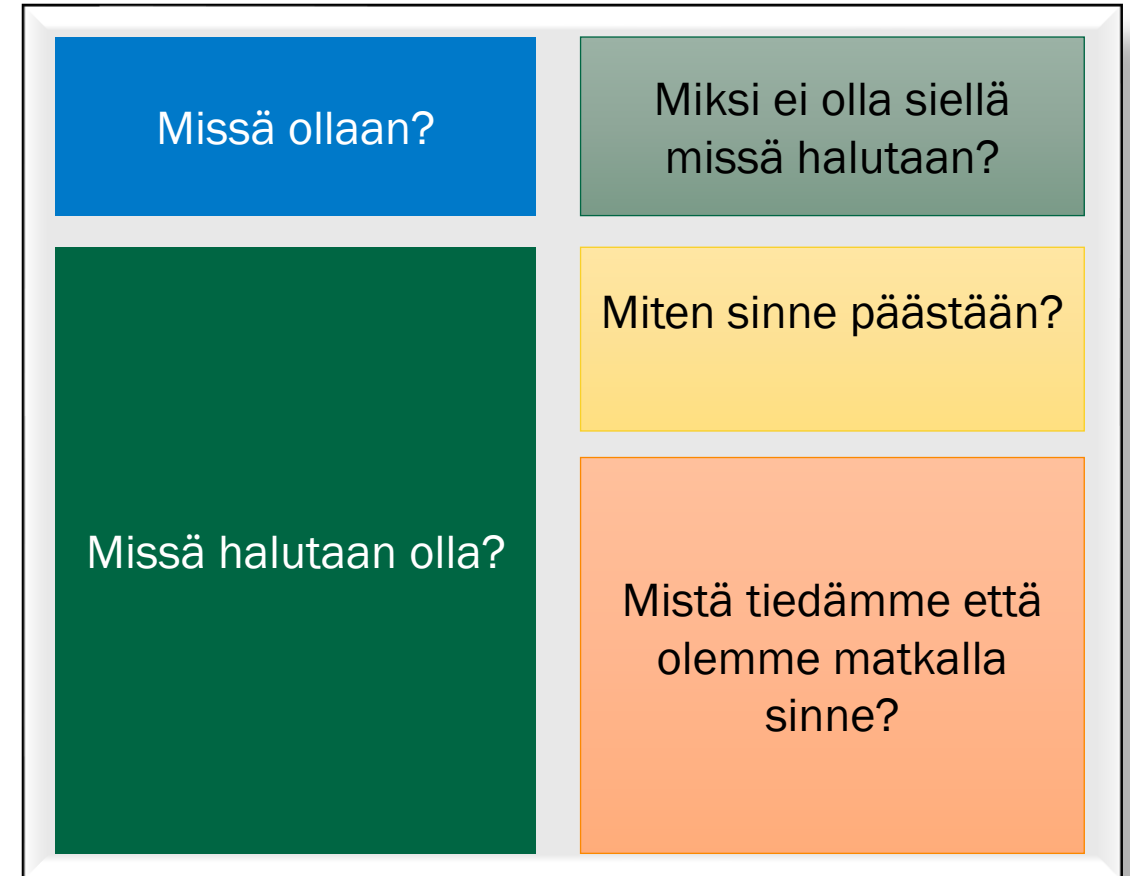 Missä ollaan?
Missä halutaan olla?
Miksi ei olla siellä
missä halutaan?
Miten sinne päästään?
Mistä tiedämme että
olemme matkalla
sinne?